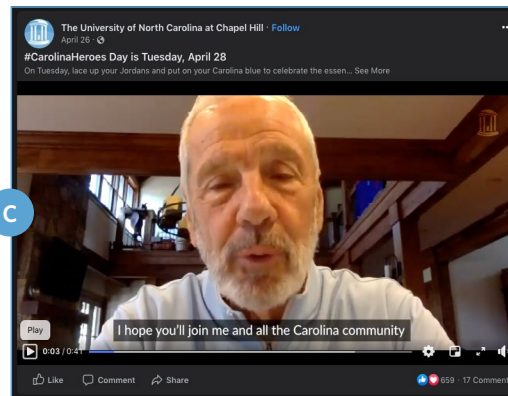 The University of North Carolina at Chapel Hill · Follow
April 26 ·
#CarolinaHeroes Day is Tuesday, April 28
On Tuesday, lace up your Jordans and put on your Carolina blue to celebrate the essen... See More
C
I hope you'll join me and all the Carolina community
Play
0:03 / 0:41
Like Comment Share 659 · 17 Comment